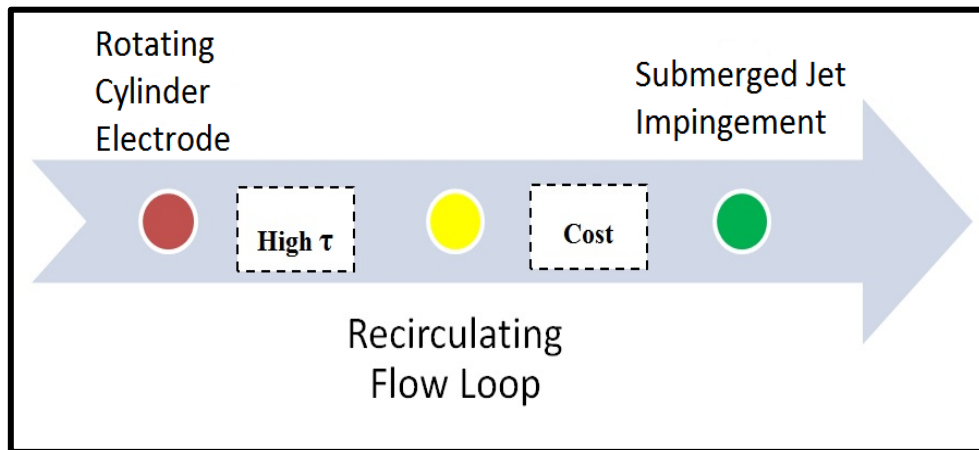 Rotating
Cylinder
Electrode
Submerged Jet
Impingement
High τ
Cost
Recirculating
Flow Loop